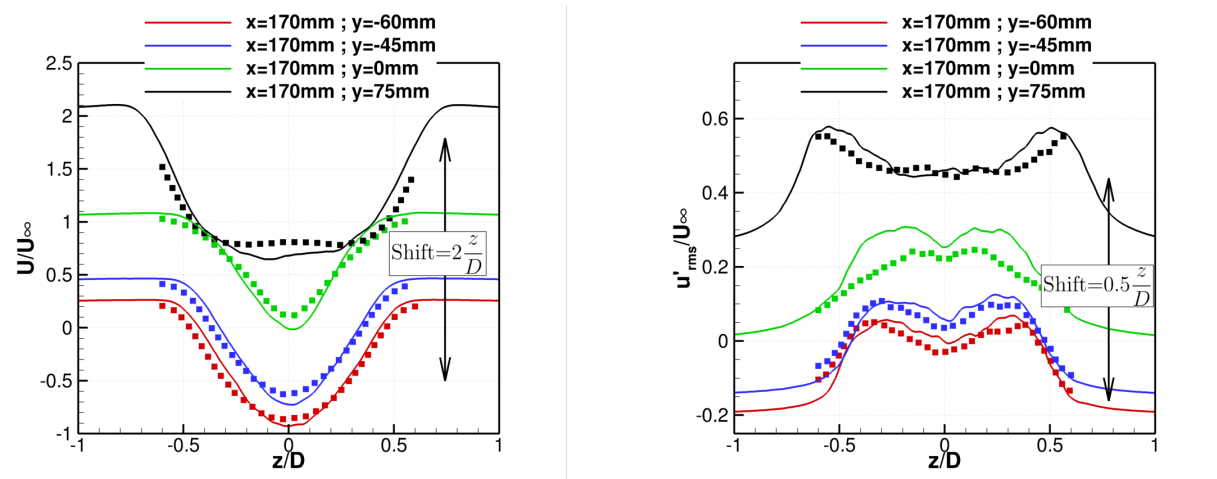 x=170mm ; y=-60mm
x=170mm ; y=-45mm
x=170mm ; y=0mm
x=170mm ; y=75mm
2.5
2
1.5
1
0.5
0
-0.5
-1
U/U∞
Shift=2 z/D
-1 -0.5 0 0.5 1
z/D
x=170mm ; y=-60mm
x=170mm ; y=-45mm
x=170mm ; y=0mm
x=170mm ; y=75mm
0.6
0.4
0.2
0
-0.2
u'rms/U∞
Shift=0.5 z/D
-1 -0.5 0 0.5 1
z/D